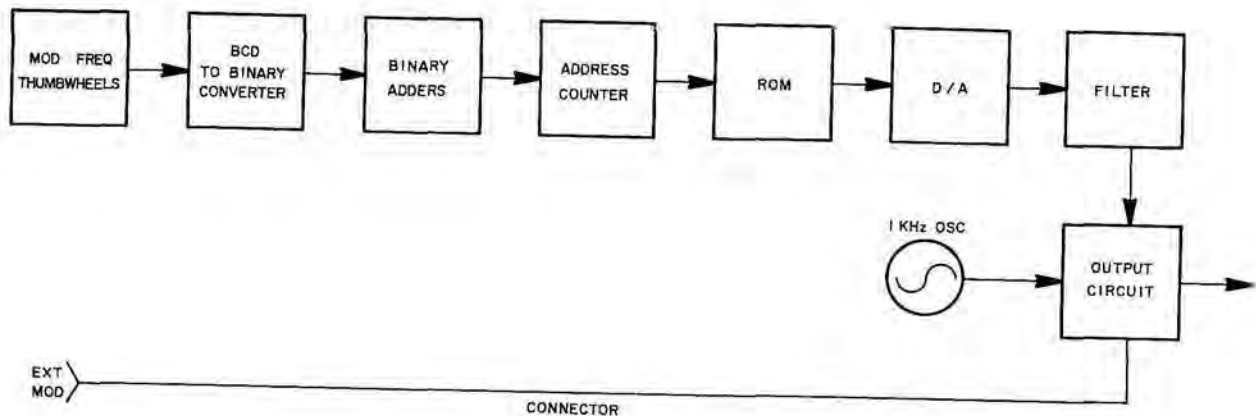 MOD FREQ
THUMBWHEELS
BCD
TO BINARY
CONVERTER
BINARY
ADDERS
ADDRESS
COUNTER
ROM
D/A
FILTER
1 KHz OSC
OUTPUT
CIRCUIT
EXT
MOD
CONNECTOR